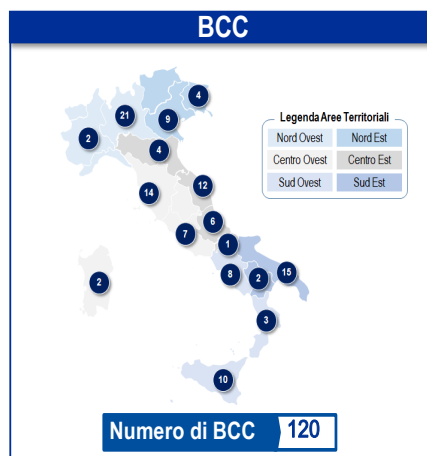 BCC
4
21
9
2
4
Legenda Aree Territoriali
Nord Ovest Nord Est
Centro Ovest Centro Est
Sud Ovest Sud Est
12
14
6
7
1
8
2
15
2
3
10
Numero di BCC 120